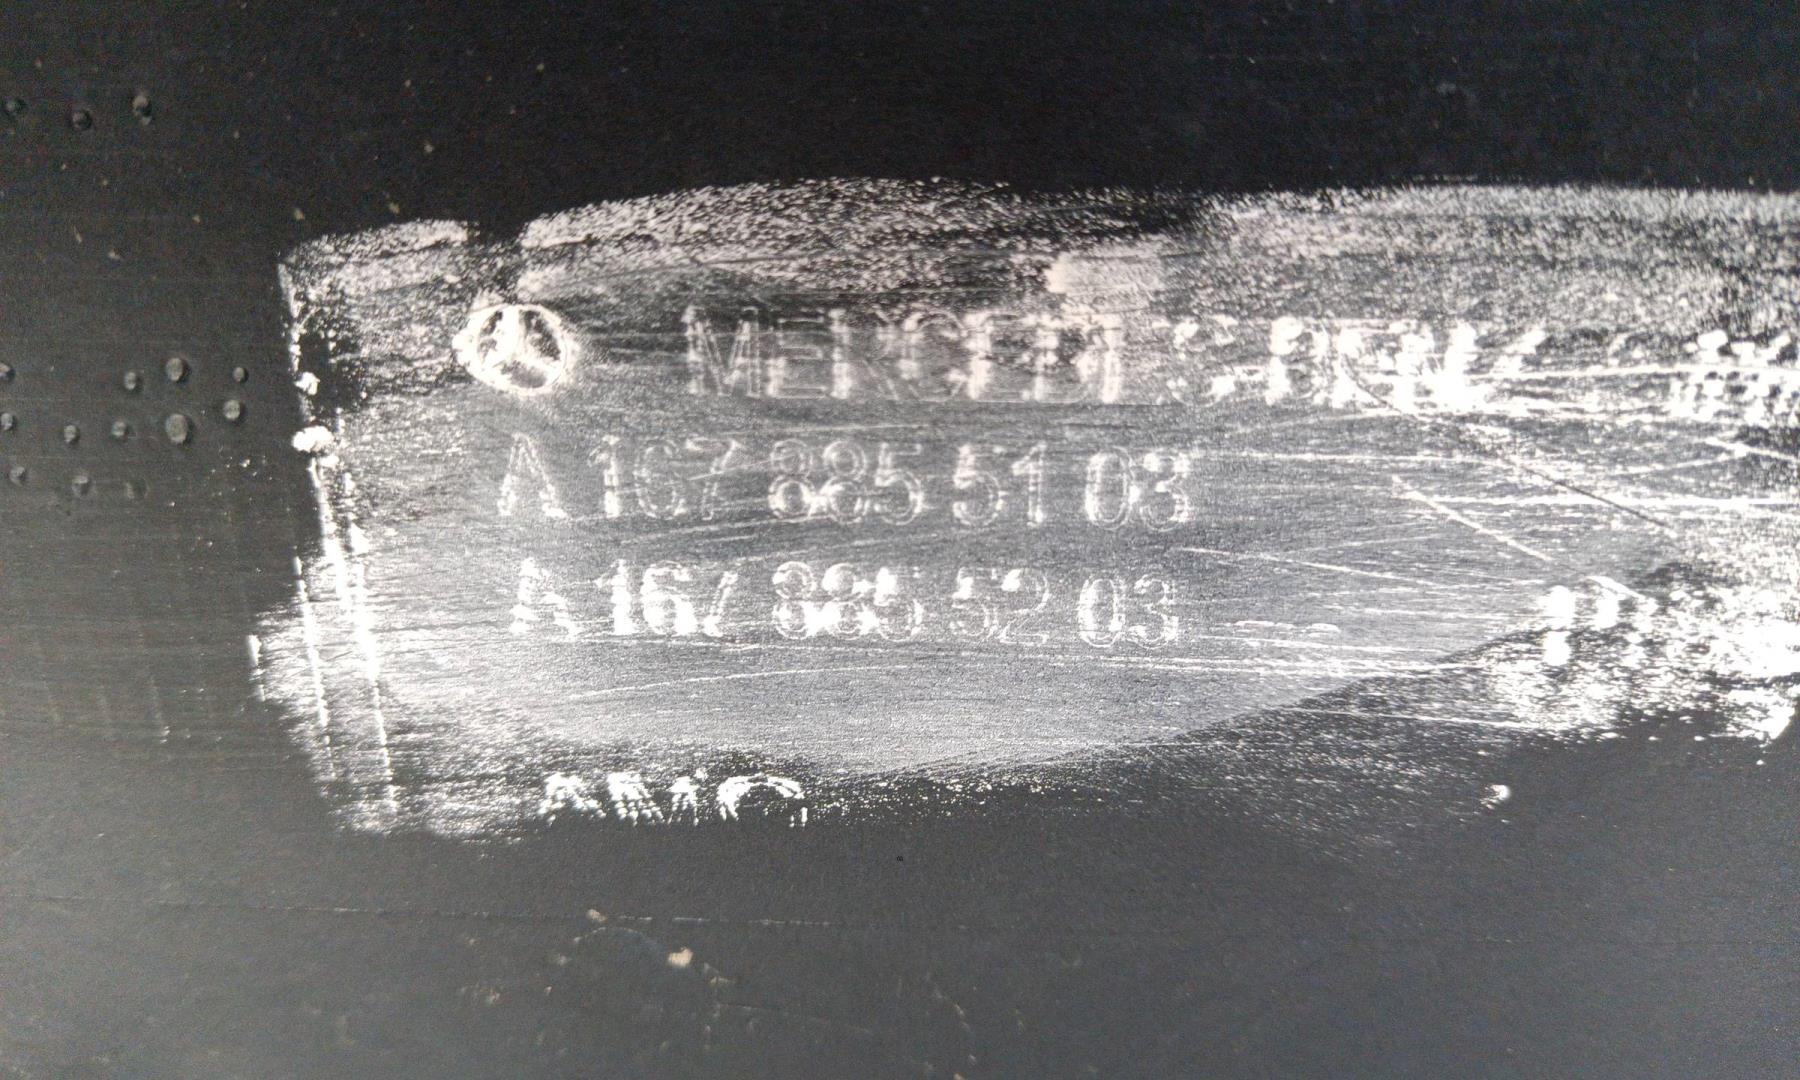 MERCEDES-BENZ
A 167 885 51 03
A 167 885 52 03
AMG